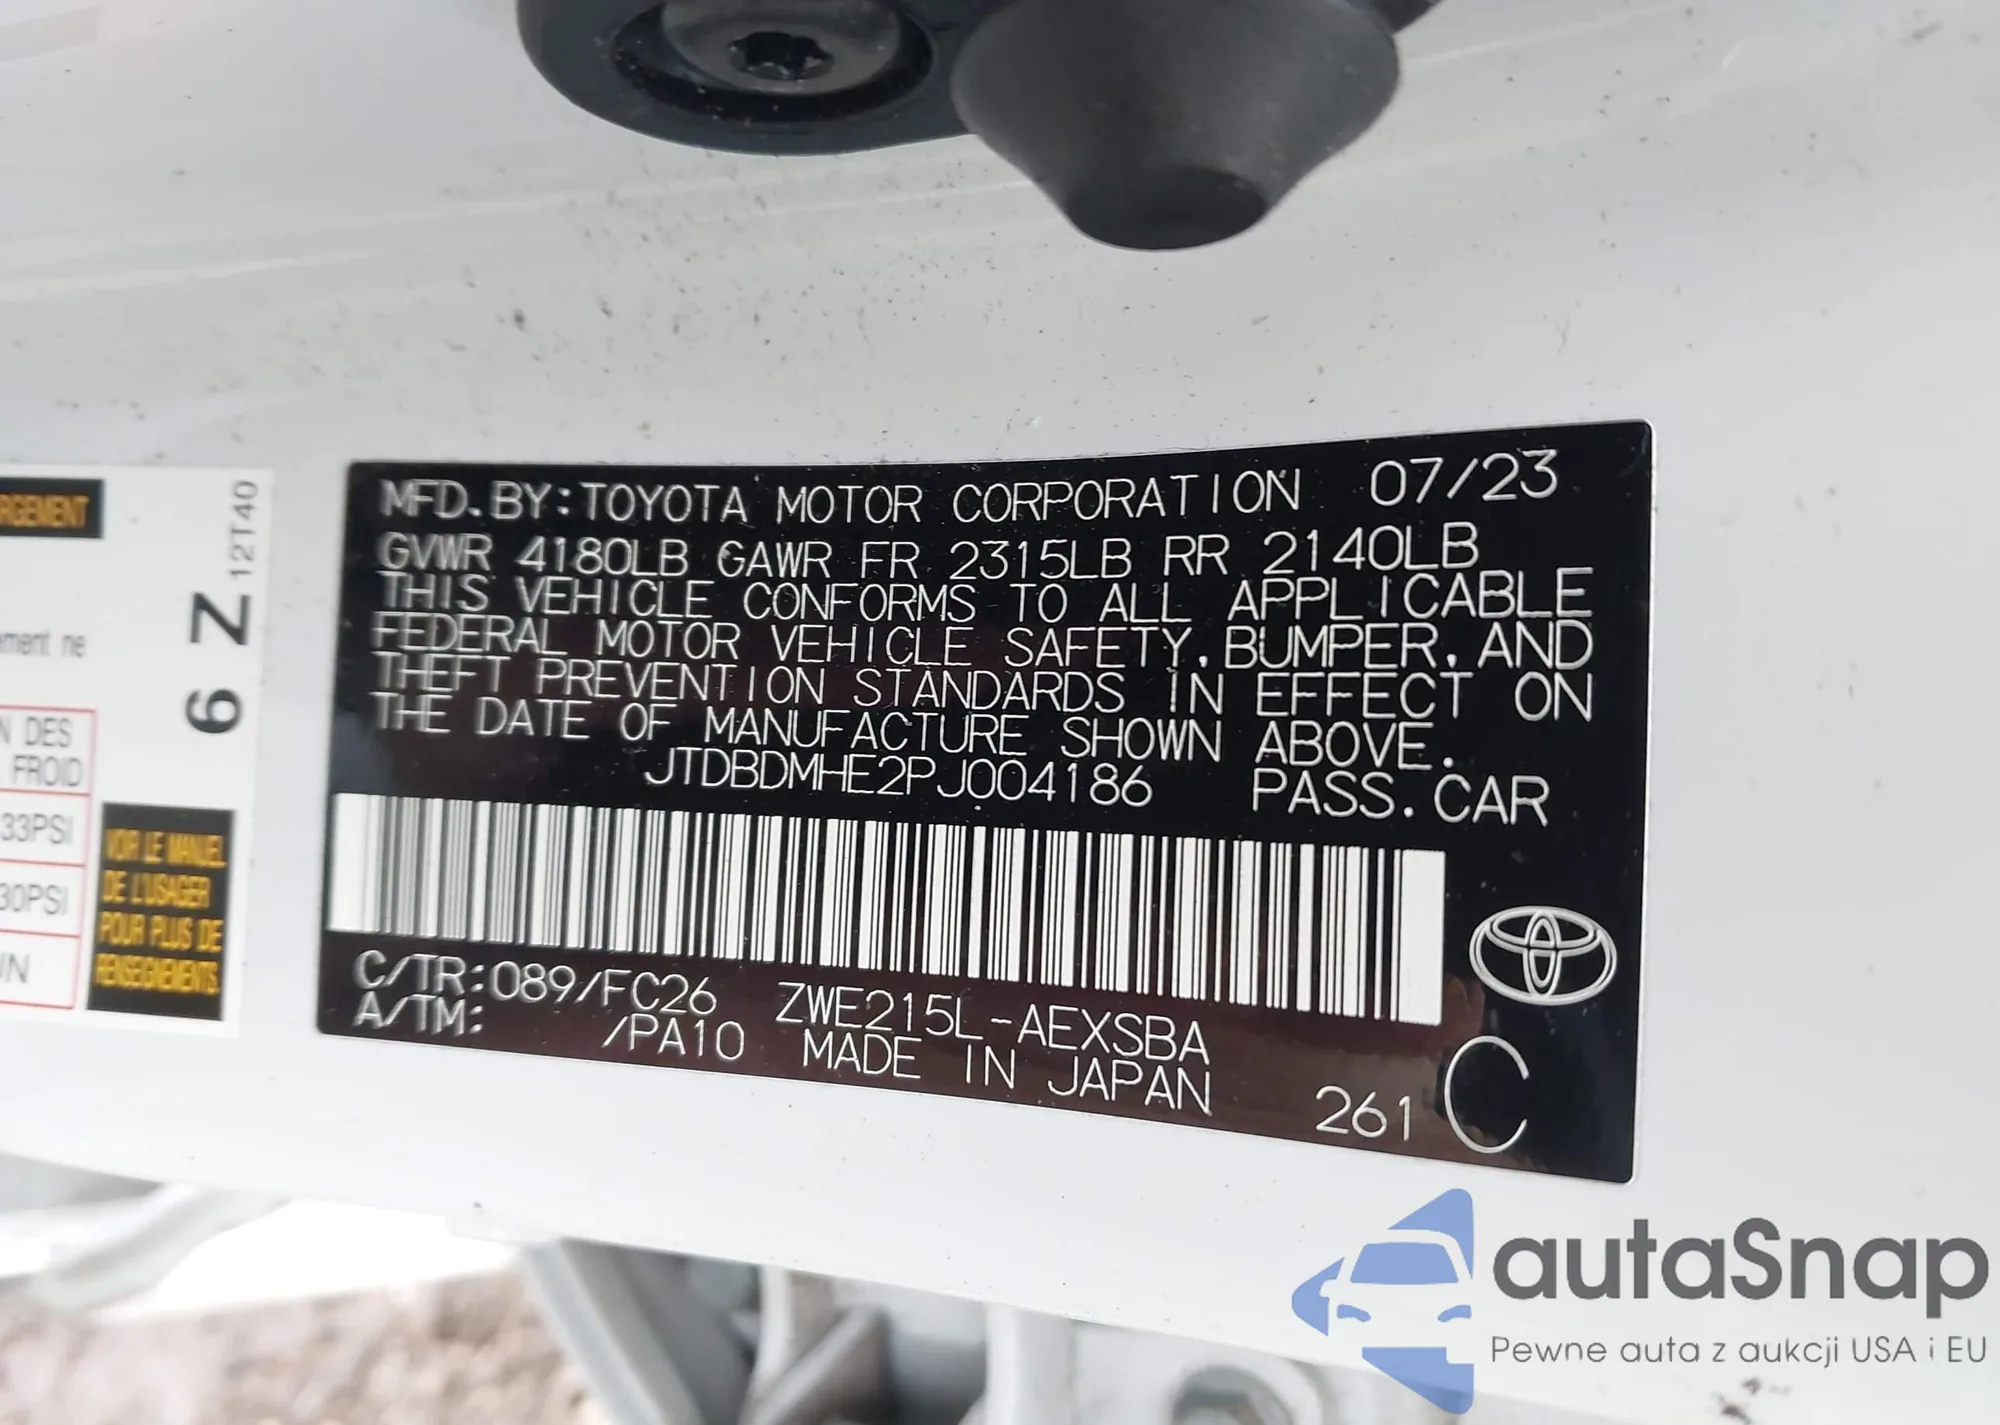 MFD.BY:TOYOTA MOTOR CORPORATION 07/23
GVWR 4180LB GAWR FR 2315LB RR 2140LB
THIS VEHICLE CONFORMS TO ALL APPLICABLE
FEDERAL MOTOR VEHICLE SAFETY, BUMPER, AND
THEFT PREVENTION STANDARDS IN EFFECT ON
THE DATE OF MANUFACTURE SHOWN ABOVE.
JTDBDMHE2PJ004186 PASS.CAR
C/TR:089/FC26 ZWE215L-AEXSBA
A/TM: /PA10 MADE IN JAPAN
261 C
6 Z 12T40
ne
DES
FROID
33PSI
30PSI
VOIR LE MANUEL
DE L'USAGER
POUR PLUS DE
RENSEIGNEMENTS.
autaSnap
Pewne auta z aukcji USA i EU